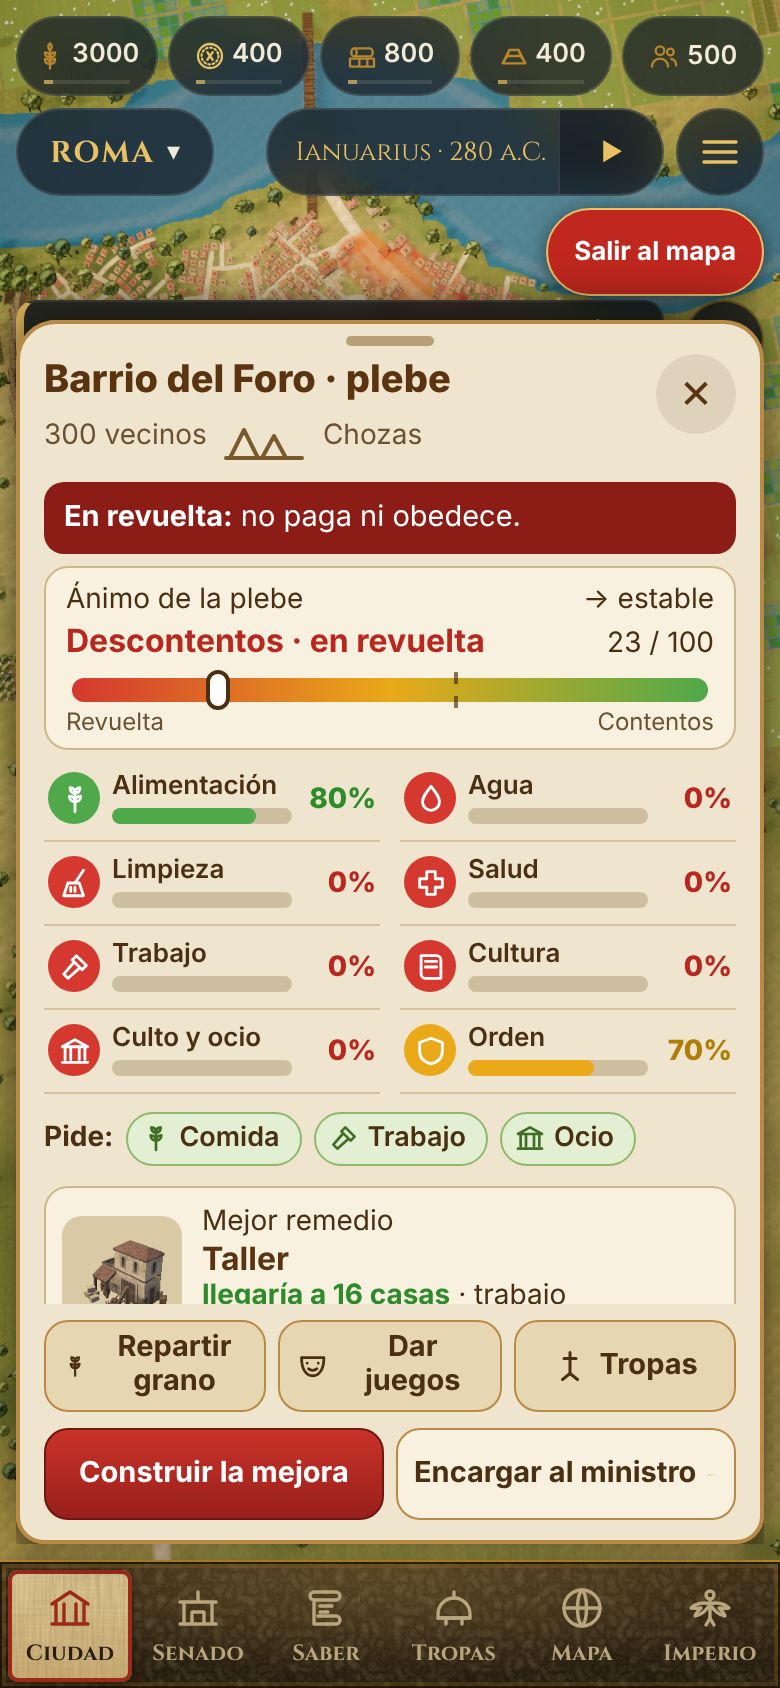 3000
400
800
400
500
ROMA ▾
IANUARIUS · 280 A.C.
Salir al mapa
Barrio del Foro · plebe
300 vecinos Chozas
En revuelta: no paga ni obedece.
Ánimo de la plebe → estable
Descontentos · en revuelta 23 / 100
Revuelta Contentos
Alimentación 80% Agua 0%
Limpieza 0% Salud 0%
Trabajo 0% Cultura 0%
Culto y ocio 0% Orden 70%
Pide: Comida Trabajo Ocio
Mejor remedio
Taller
llegaría a 16 casas · trabajo
Repartir grano
Dar juegos
Tropas
Construir la mejora
Encargar al ministro
CIUDAD
SENADO
SABER
TROPAS
MAPA
IMPERIO